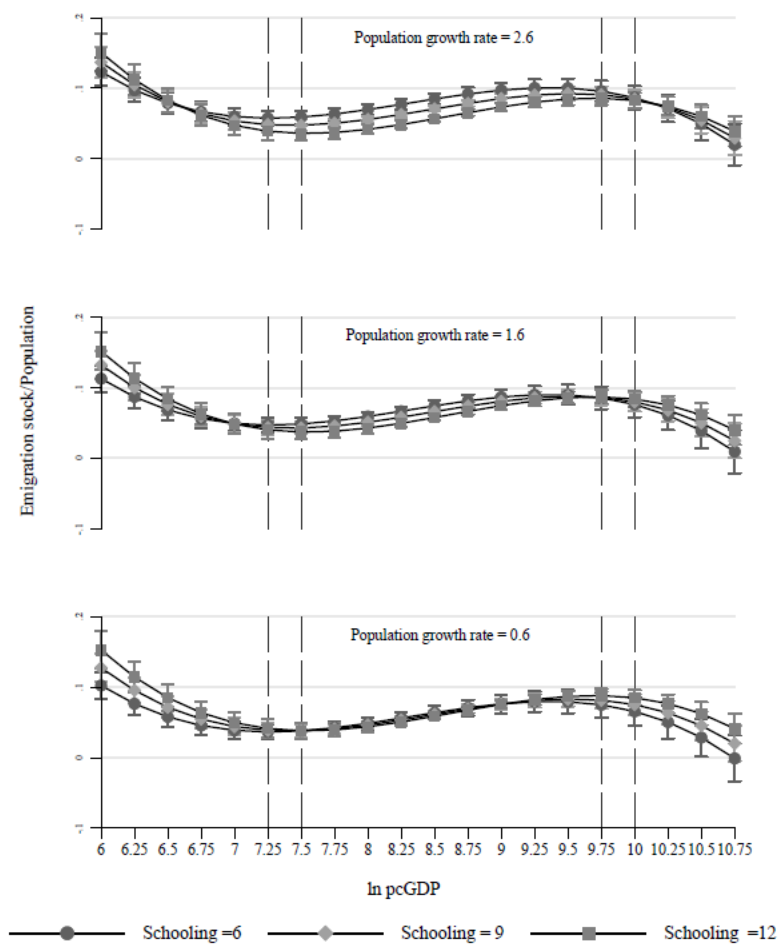 .2
Population growth rate = 2.6
.1
0
-.1
.2
Population growth rate = 1.6
.1
0
-.1
.2
Population growth rate = 0.6
.1
0
-.1
Emigration stock/Population
6 6.25 6.5 6.75 7 7.25 7.5 7.75 8 8.25 8.5 8.75 9 9.25 9.5 9.75 10 10.25 10.5 10.75
ln pcGDP
Schooling =6 Schooling = 9 Schooling =12